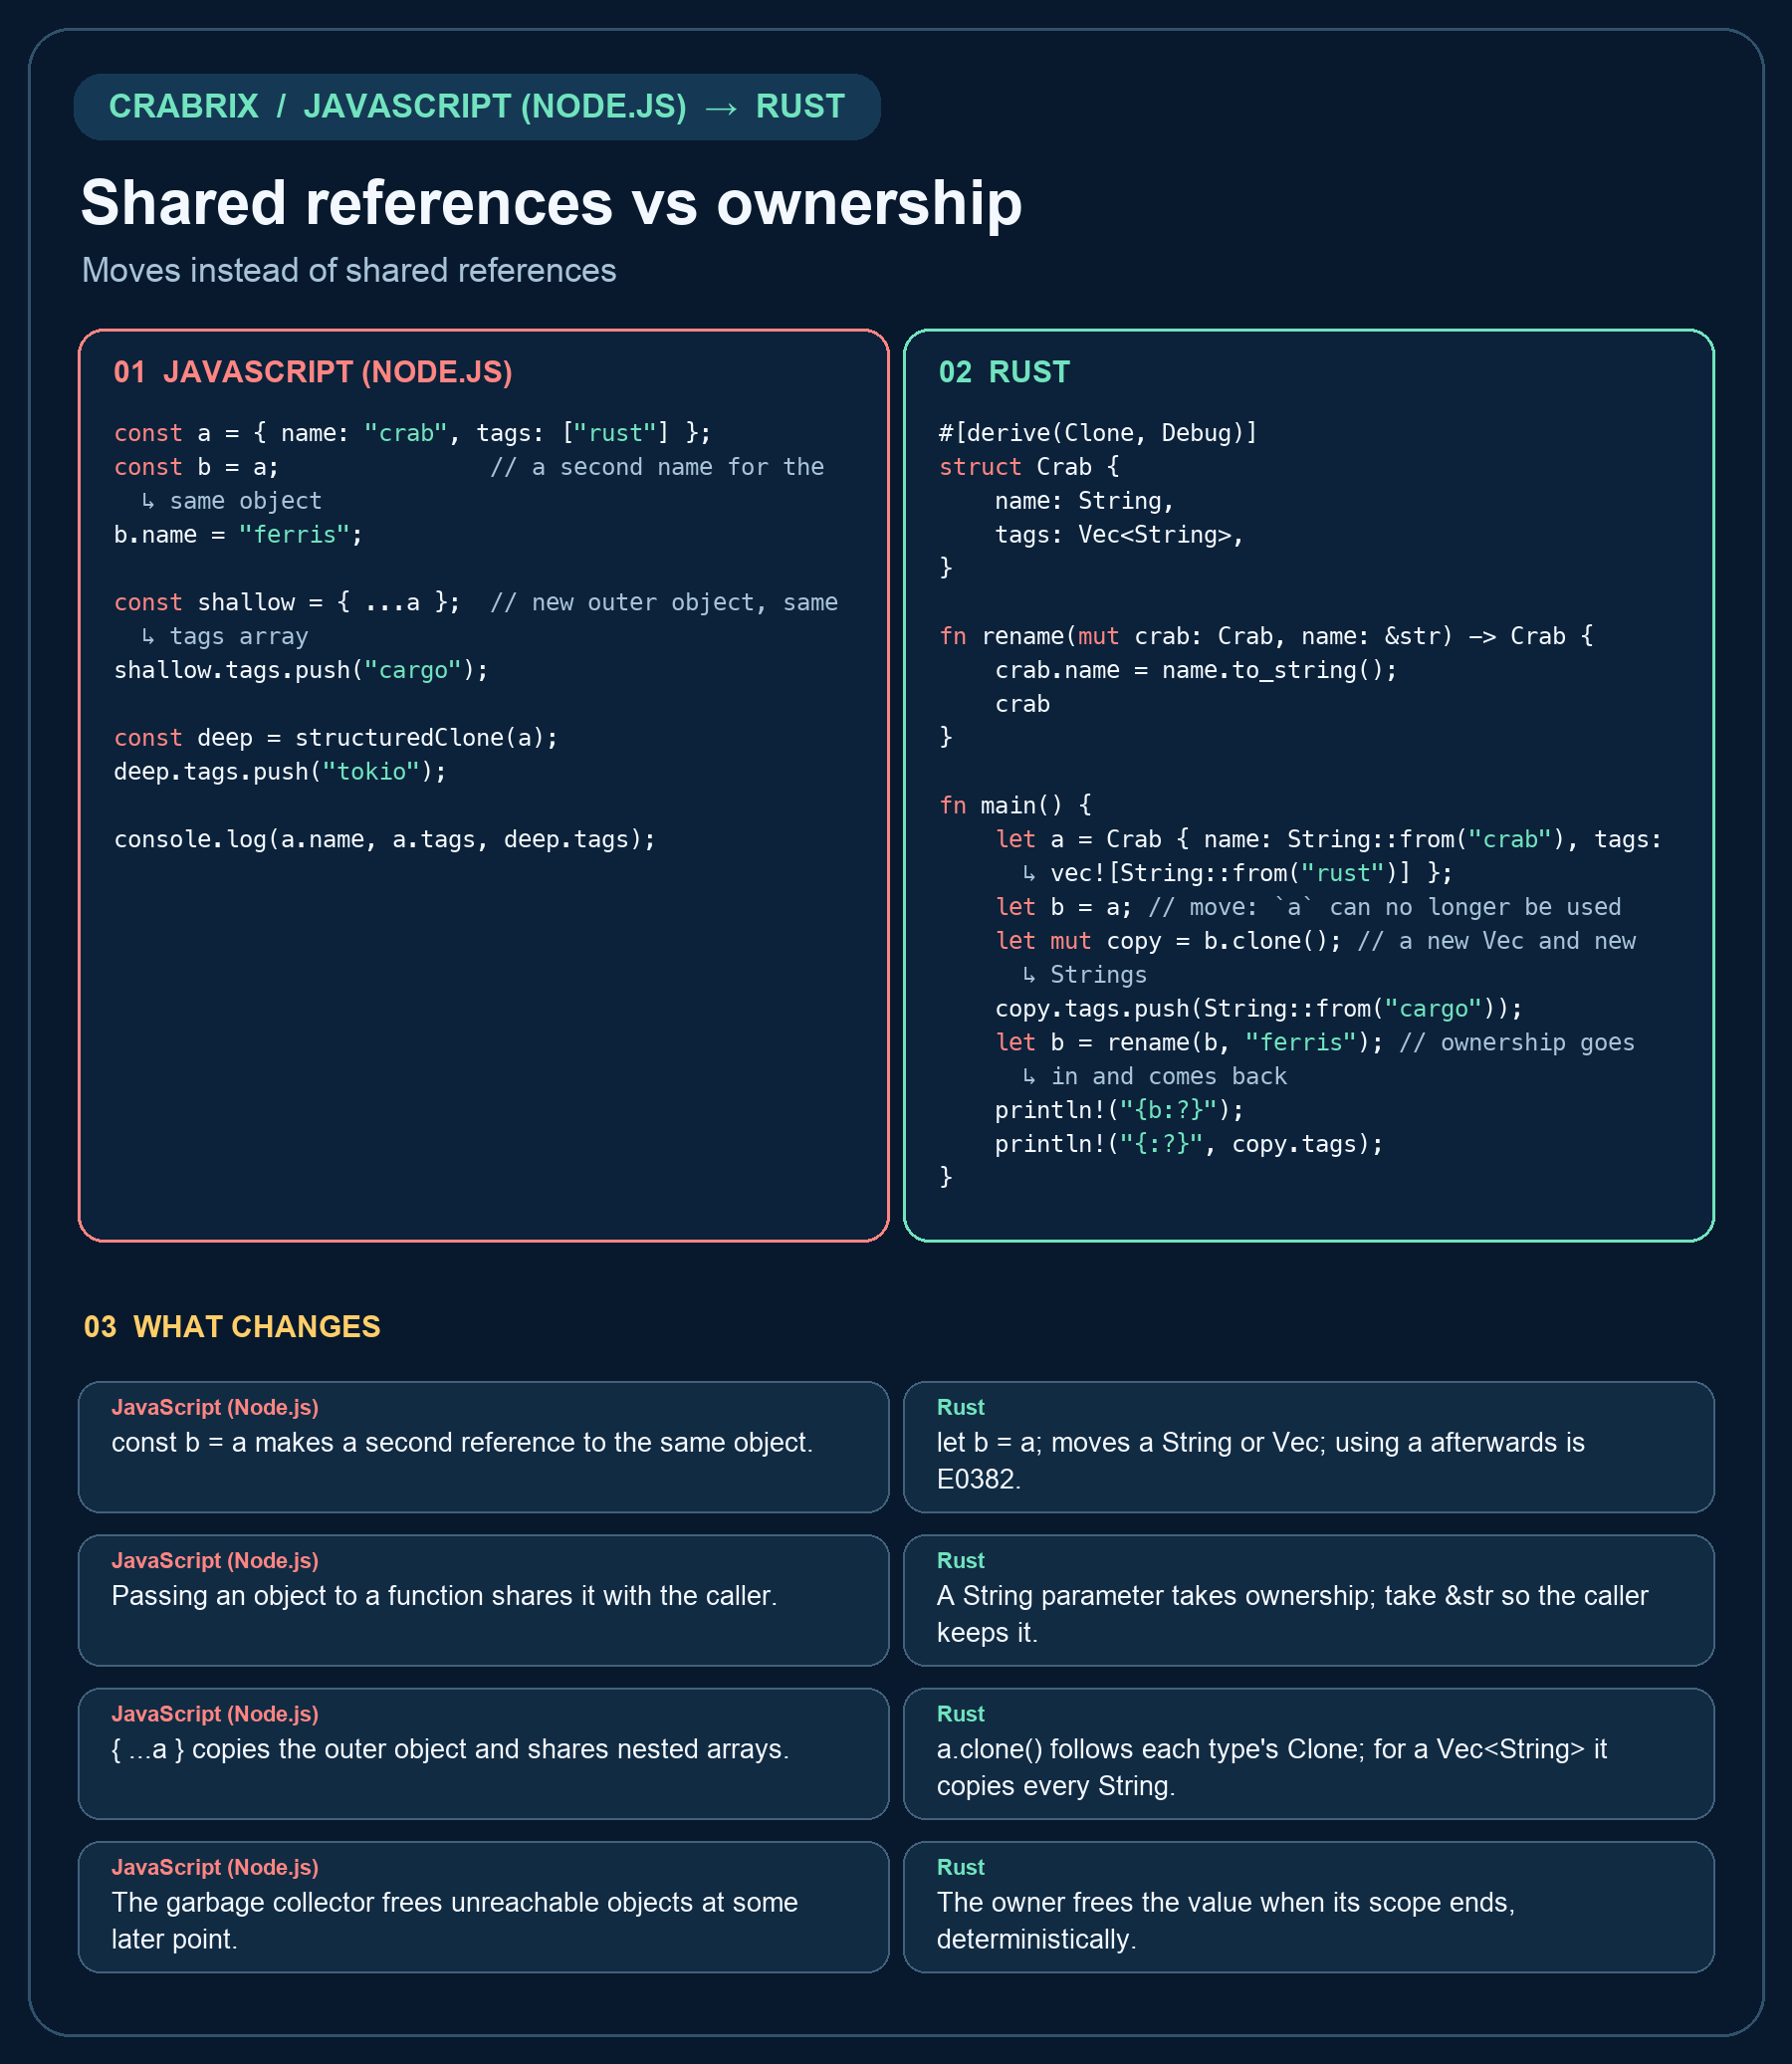 CRABRIX / JAVASCRIPT (NODE.JS) → RUST
Shared references vs ownership
Moves instead of shared references
01 JAVASCRIPT (NODE.JS)
const a = { name: "crab", tags: ["rust"] };
const b = a;               // a second name for the
  ↳ same object
b.name = "ferris";

const shallow = { ...a };  // new outer object, same
  ↳ tags array
shallow.tags.push("cargo");

const deep = structuredClone(a);
deep.tags.push("tokio");

console.log(a.name, a.tags, deep.tags);
02 RUST
#[derive(Clone, Debug)]
struct Crab {
    name: String,
    tags: Vec<String>,
}

fn rename(mut crab: Crab, name: &str) -> Crab {
    crab.name = name.to_string();
    crab
}

fn main() {
    let a = Crab { name: String::from("crab"), tags:
      ↳ vec![String::from("rust")] };
    let b = a; // move: `a` can no longer be used
    let mut copy = b.clone(); // a new Vec and new
      ↳ Strings
    copy.tags.push(String::from("cargo"));
    let b = rename(b, "ferris"); // ownership goes
      ↳ in and comes back
    println!("{b:?}");
    println!("{:?}", copy.tags);
}
03 WHAT CHANGES
JavaScript (Node.js)
const b = a makes a second reference to the same object.
Rust
let b = a; moves a String or Vec; using a afterwards is
E0382.
JavaScript (Node.js)
Passing an object to a function shares it with the caller.
Rust
A String parameter takes ownership; take &str so the caller
keeps it.
JavaScript (Node.js)
{ ...a } copies the outer object and shares nested arrays.
Rust
a.clone() follows each type's Clone; for a Vec<String> it
copies every String.
JavaScript (Node.js)
The garbage collector frees unreachable objects at some
later point.
Rust
The owner frees the value when its scope ends,
deterministically.